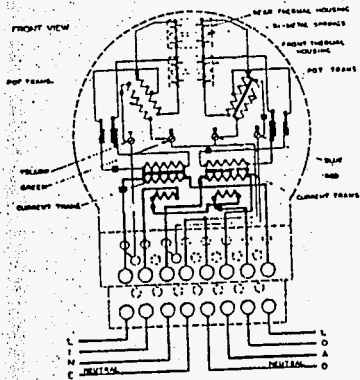 FRONT VIEW
REAR THERMAL HOUSING
BI-METAL SPRINGS
FRONT THERMAL HOUSING
POT TRANS.
POT TRANS
YELLOW
GREEN
CURRENT TRANS.
BLUE
RED
CURRENT TRANS
L
I
N
E
NEUTRAL
NEUTRAL
L
O
A
D